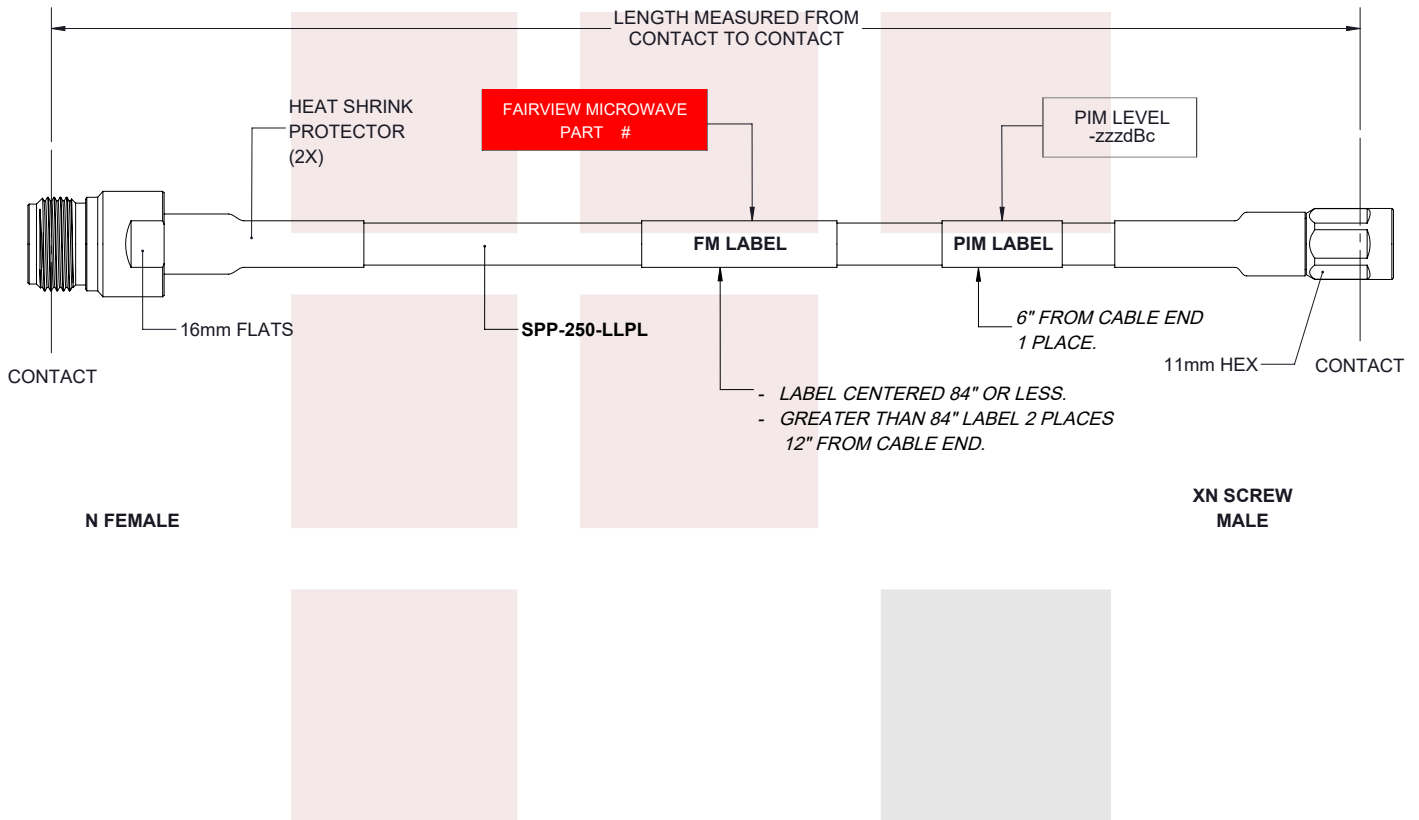 LENGTH MEASURED FROM
CONTACT TO CONTACT
HEAT SHRINK
PROTECTOR
(2X)
FAIRVIEW MICROWAVE
PART #
PIM LEVEL
-zzzdBc
FM LABEL
PIM LABEL
16mm FLATS
SPP-250-LLPL
6" FROM CABLE END
1 PLACE.
11mm HEX
CONTACT
CONTACT
- LABEL CENTERED 84" OR LESS.
- GREATER THAN 84" LABEL 2 PLACES
12" FROM CABLE END.
N FEMALE
XN SCREW
MALE